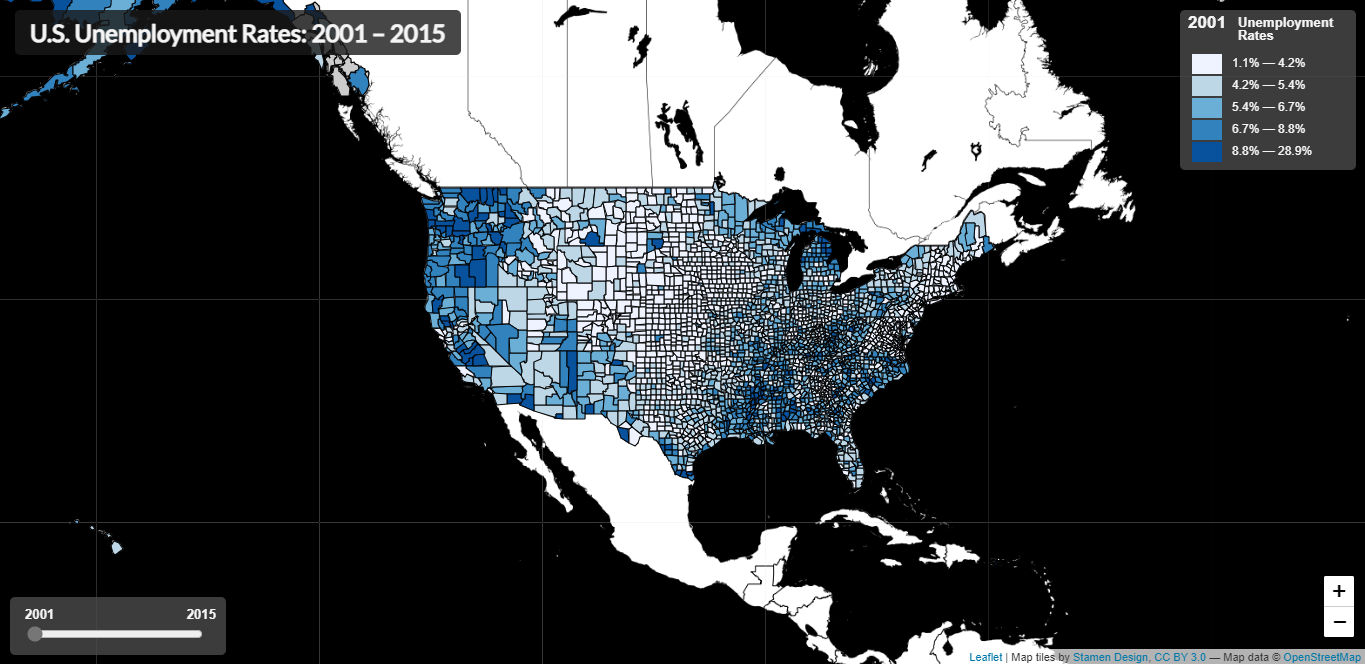 U.S. Unemployment Rates: 2001 – 2015
2001 Unemployment
Rates
1.1% — 4.2%
4.2% — 5.4%
5.4% — 6.7%
6.7% — 8.8%
8.8% — 28.9%
2001 2015
+
−
Leaflet | Map tiles by Stamen Design, CC BY 3.0 — Map data © OpenStreetMap